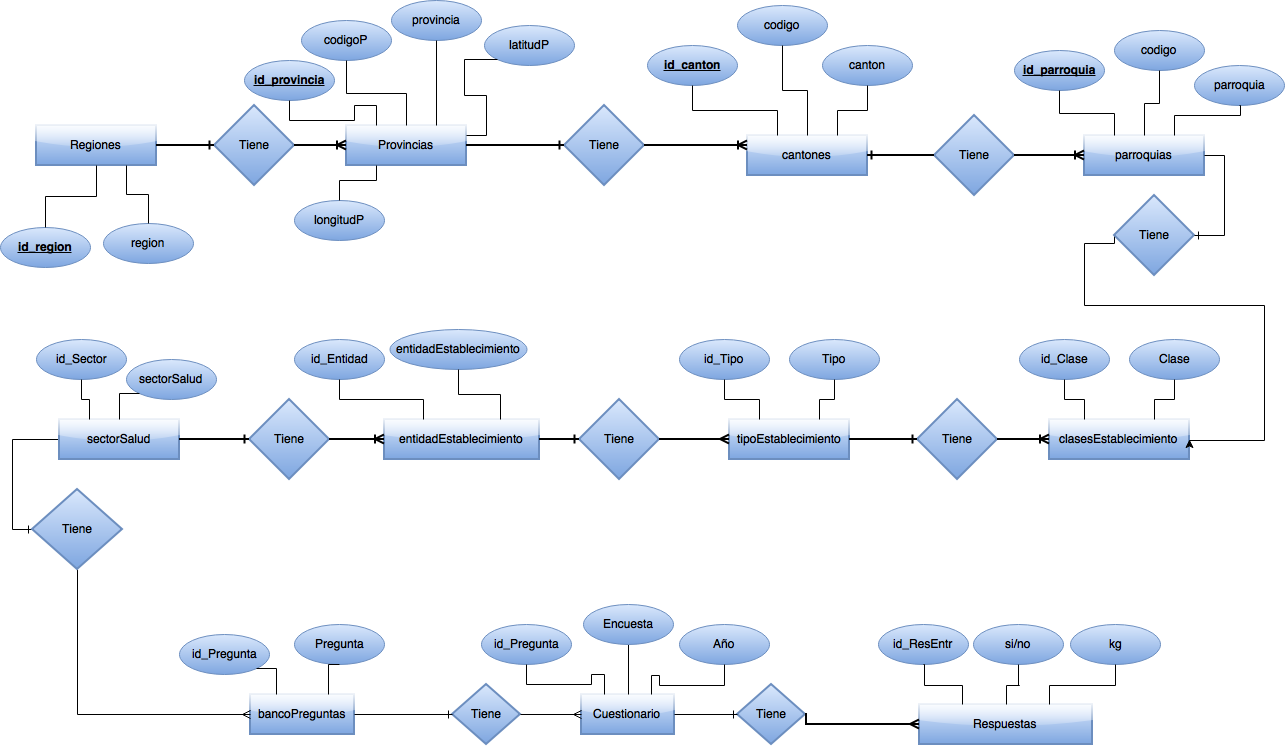 provincia
codigoP
latitudP
id_provincia
codigo
id_canton
canton
codigo
id_parroquia
parroquia
Regiones
Tiene
Provincias
Tiene
cantones
Tiene
parroquias
longitudP
id_region
region
Tiene
id_Sector
sectorSalud
id_Entidad
entidadEstablecimiento
id_Tipo
Tipo
id_Clase
Clase
sectorSalud
Tiene
entidadEstablecimiento
Tiene
tipoEstablecimiento
Tiene
clasesEstablecimiento
Tiene
id_Pregunta
Pregunta
id_Pregunta
Encuesta
Año
id_ResEntr
si/no
kg
bancoPreguntas
Tiene
Cuestionario
Tiene
Respuestas